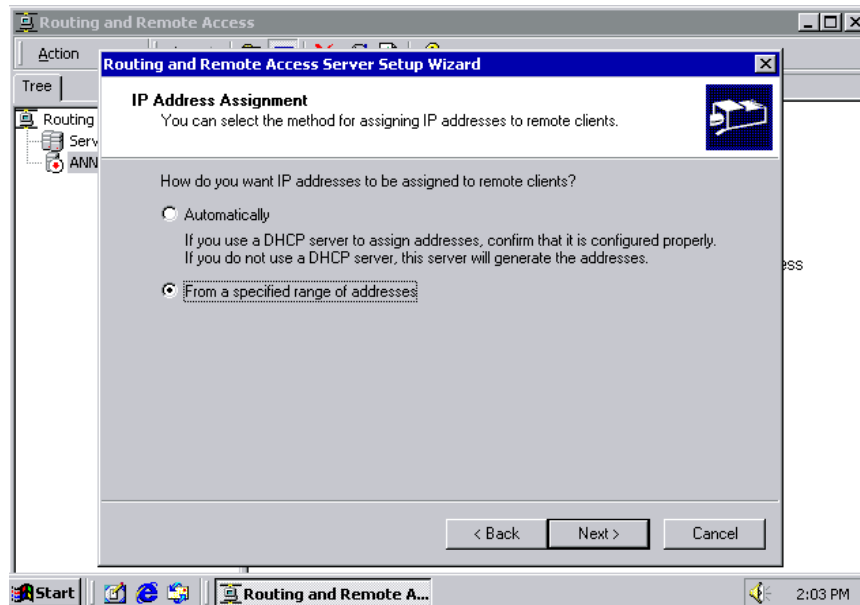 Routing and Remote Access
Action
Routing and Remote Access Server Setup Wizard
Tree
IP Address Assignment
You can select the method for assigning IP addresses to remote clients.
Routing
Serv
ANN
How do you want IP addresses to be assigned to remote clients?
Automatically
If you use a DHCP server to assign addresses, confirm that it is configured properly.
If you do not use a DHCP server, this server will generate the addresses.
ess
From a specified range of addresses
< Back
Next >
Cancel
Start
Routing and Remote A...
2:03 PM